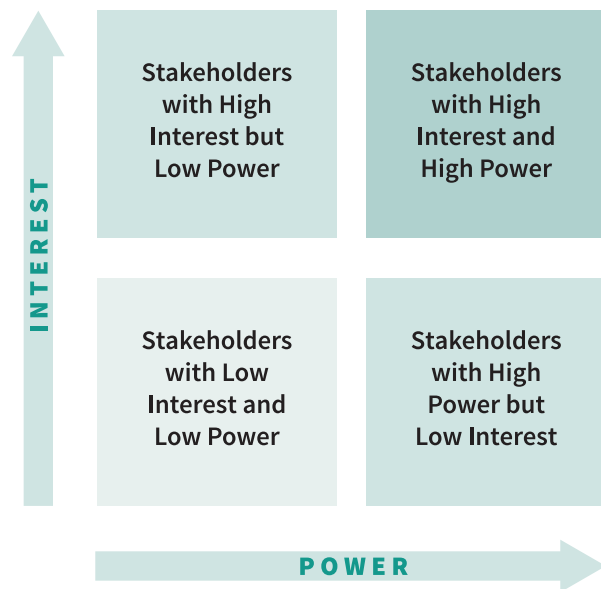 Stakeholders
with High
Interest but
Low Power
Stakeholders
with High
Interest and
High Power
INTEREST
Stakeholders
with Low
Interest and
Low Power
Stakeholders
with High
Power but
Low Interest
POWER